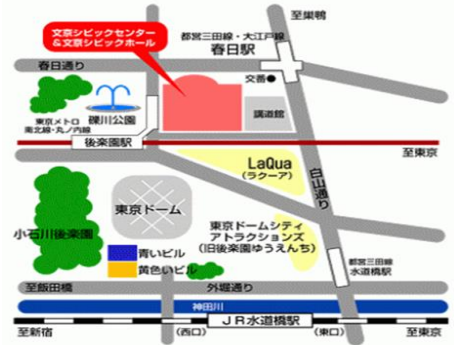 至巣鴨
文京シビックセンター
&文京シビックホール
都営三田線・大江戸線
春日駅
春日通り
交番
礫川公園
講道館
東京メトロ
南北線・丸ノ内線
後楽園駅
至東京
LaQua
(ラクーア)
白山通り
東京ドーム
小石川後楽園
東京ドームシティ
アトラクションズ
(旧後楽園ゆうえんち)
青いビル
黄色いビル
都営三田線
水道橋駅
至飯田橋
外堀通り
神田川
JR水道橋駅
至新宿
(西口)
(東口)
至東京